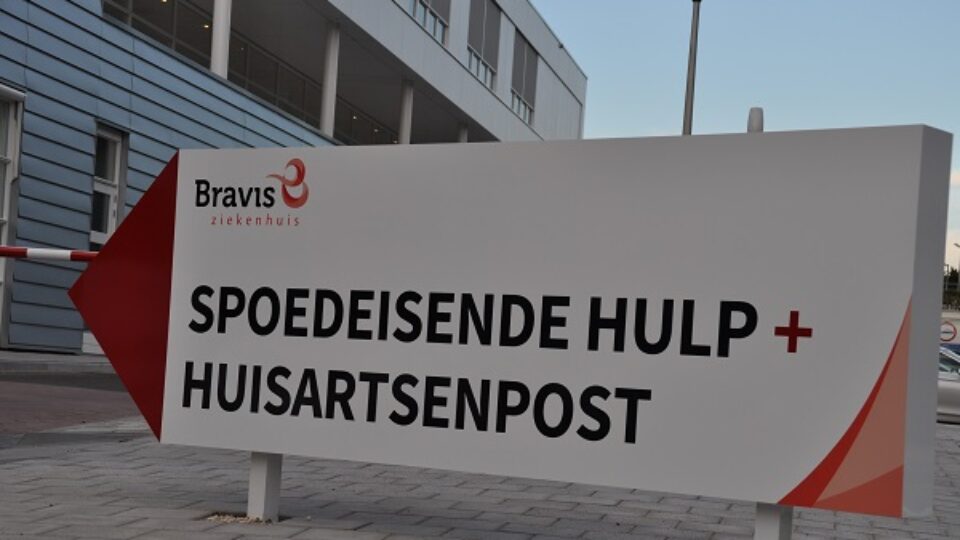 Bravis
ziekenhuis
SPOEDEISENDE HULP +
HUISARTSENPOST